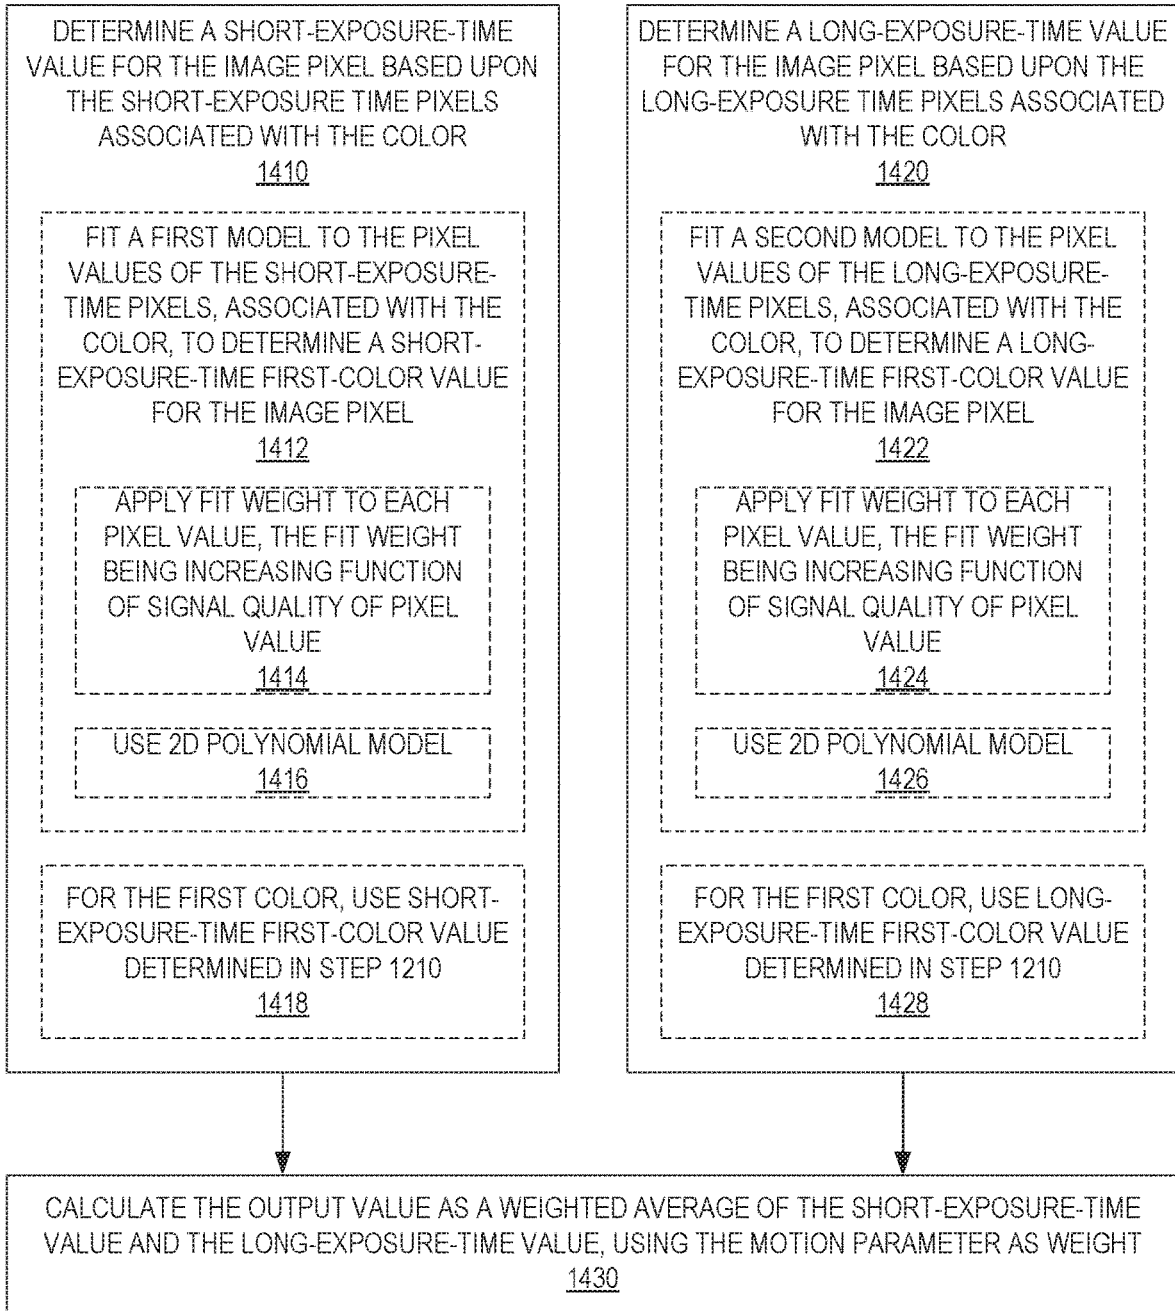 DETERMINE A SHORT-EXPOSURE-TIME
VALUE FOR THE IMAGE PIXEL BASED UPON
THE SHORT-EXPOSURE TIME PIXELS
ASSOCIATED WITH THE COLOR
1410
FIT A FIRST MODEL TO THE PIXEL
VALUES OF THE SHORT-EXPOSURE-
TIME PIXELS, ASSOCIATED WITH THE
COLOR, TO DETERMINE A SHORT-
EXPOSURE-TIME FIRST-COLOR VALUE
FOR THE IMAGE PIXEL
1412
APPLY FIT WEIGHT TO EACH
PIXEL VALUE, THE FIT WEIGHT
BEING INCREASING FUNCTION
OF SIGNAL QUALITY OF PIXEL
VALUE
1414
USE 2D POLYNOMIAL MODEL
1416
FOR THE FIRST COLOR, USE SHORT-
EXPOSURE-TIME FIRST-COLOR VALUE
DETERMINED IN STEP 1210
1418
DETERMINE A LONG-EXPOSURE-TIME VALUE
FOR THE IMAGE PIXEL BASED UPON THE
LONG-EXPOSURE TIME PIXELS ASSOCIATED
WITH THE COLOR
1420
FIT A SECOND MODEL TO THE PIXEL
VALUES OF THE LONG-EXPOSURE-
TIME PIXELS, ASSOCIATED WITH THE
COLOR, TO DETERMINE A LONG-
EXPOSURE-TIME FIRST-COLOR VALUE
FOR THE IMAGE PIXEL
1422
APPLY FIT WEIGHT TO EACH
PIXEL VALUE, THE FIT WEIGHT
BEING INCREASING FUNCTION
OF SIGNAL QUALITY OF PIXEL
VALUE
1424
USE 2D POLYNOMIAL MODEL
1426
FOR THE FIRST COLOR, USE LONG-
EXPOSURE-TIME FIRST-COLOR VALUE
DETERMINED IN STEP 1210
1428
CALCULATE THE OUTPUT VALUE AS A WEIGHTED AVERAGE OF THE SHORT-EXPOSURE-TIME
VALUE AND THE LONG-EXPOSURE-TIME VALUE, USING THE MOTION PARAMETER AS WEIGHT
1430